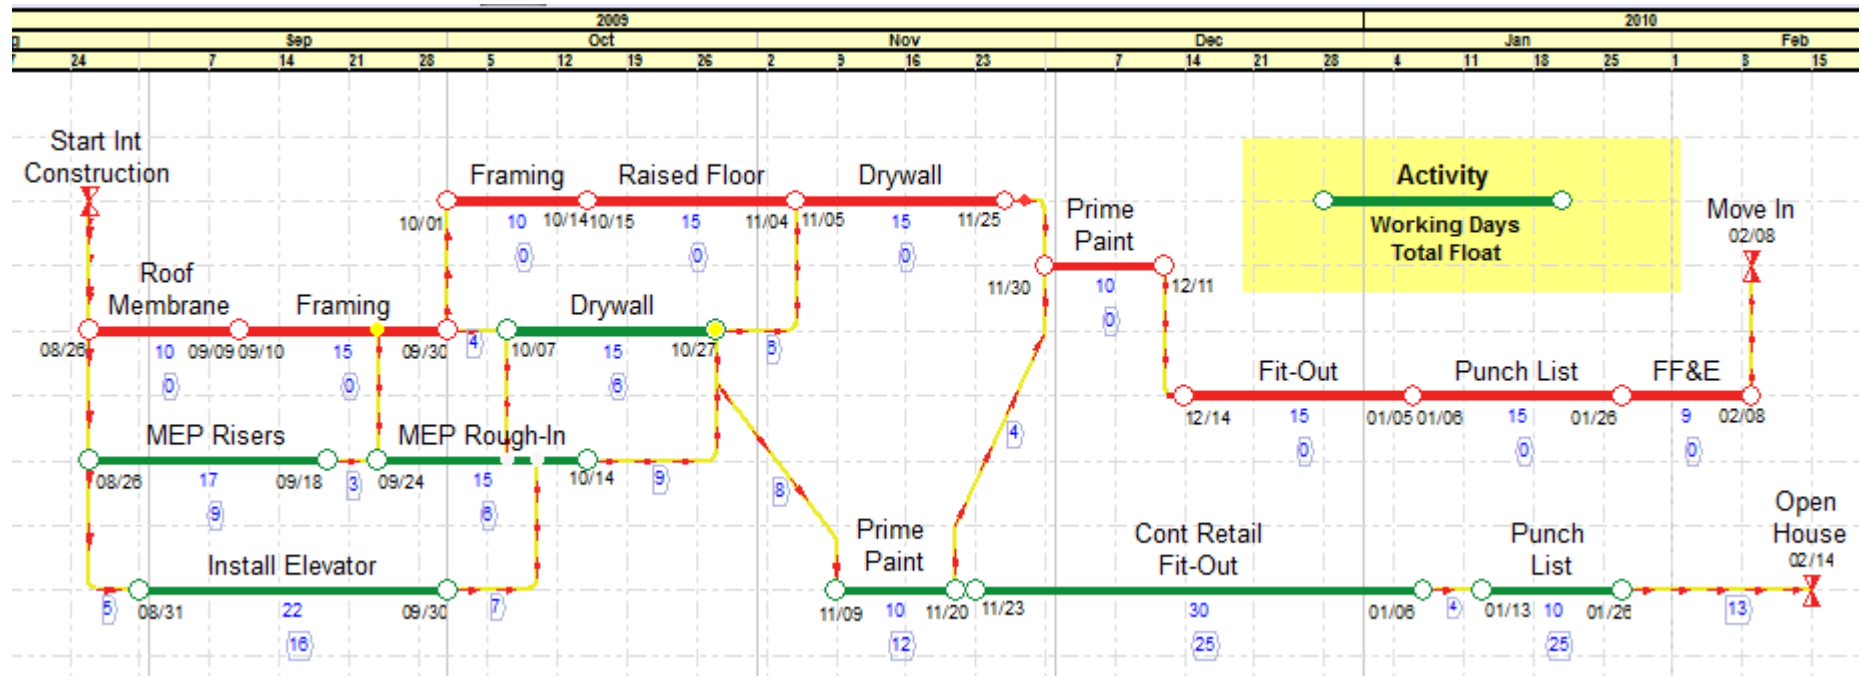 2009 2010
g Sep Oct Nov Dec Jan Feb
7 24 7 14 21 28 5 12 19 26 2 9 16 23 7 14 21 28 4 11 18 25 1 8 15
Start Int
Construction
Framing Raised Floor Drywall
10/01 10 10/14 10/15 15 11/04 11/05 15 11/25
0 0 0
Prime
Paint
11/30 10 12/11
0
Activity
Working Days
Total Float
Move In
02/08
Roof
Membrane Framing Drywall
08/26 10 09/09 09/10 15 09/30 4 10/07 15 10/27
0 0 6
Fit-Out Punch List FF&E
12/14 15 01/05 01/06 15 01/26 9 02/08
0 0 0
MEP Risers MEP Rough-In
08/26 17 09/18 3 09/24 15 10/14 9
9 8 4
Install Elevator
5 08/31 22 09/30 7
16
Prime
Paint
11/09 10 11/20
12
Cont Retail
Fit-Out
11/23 30 01/06 4
25
Punch
List
01/13 10 01/26 13
25
Open
House
02/14